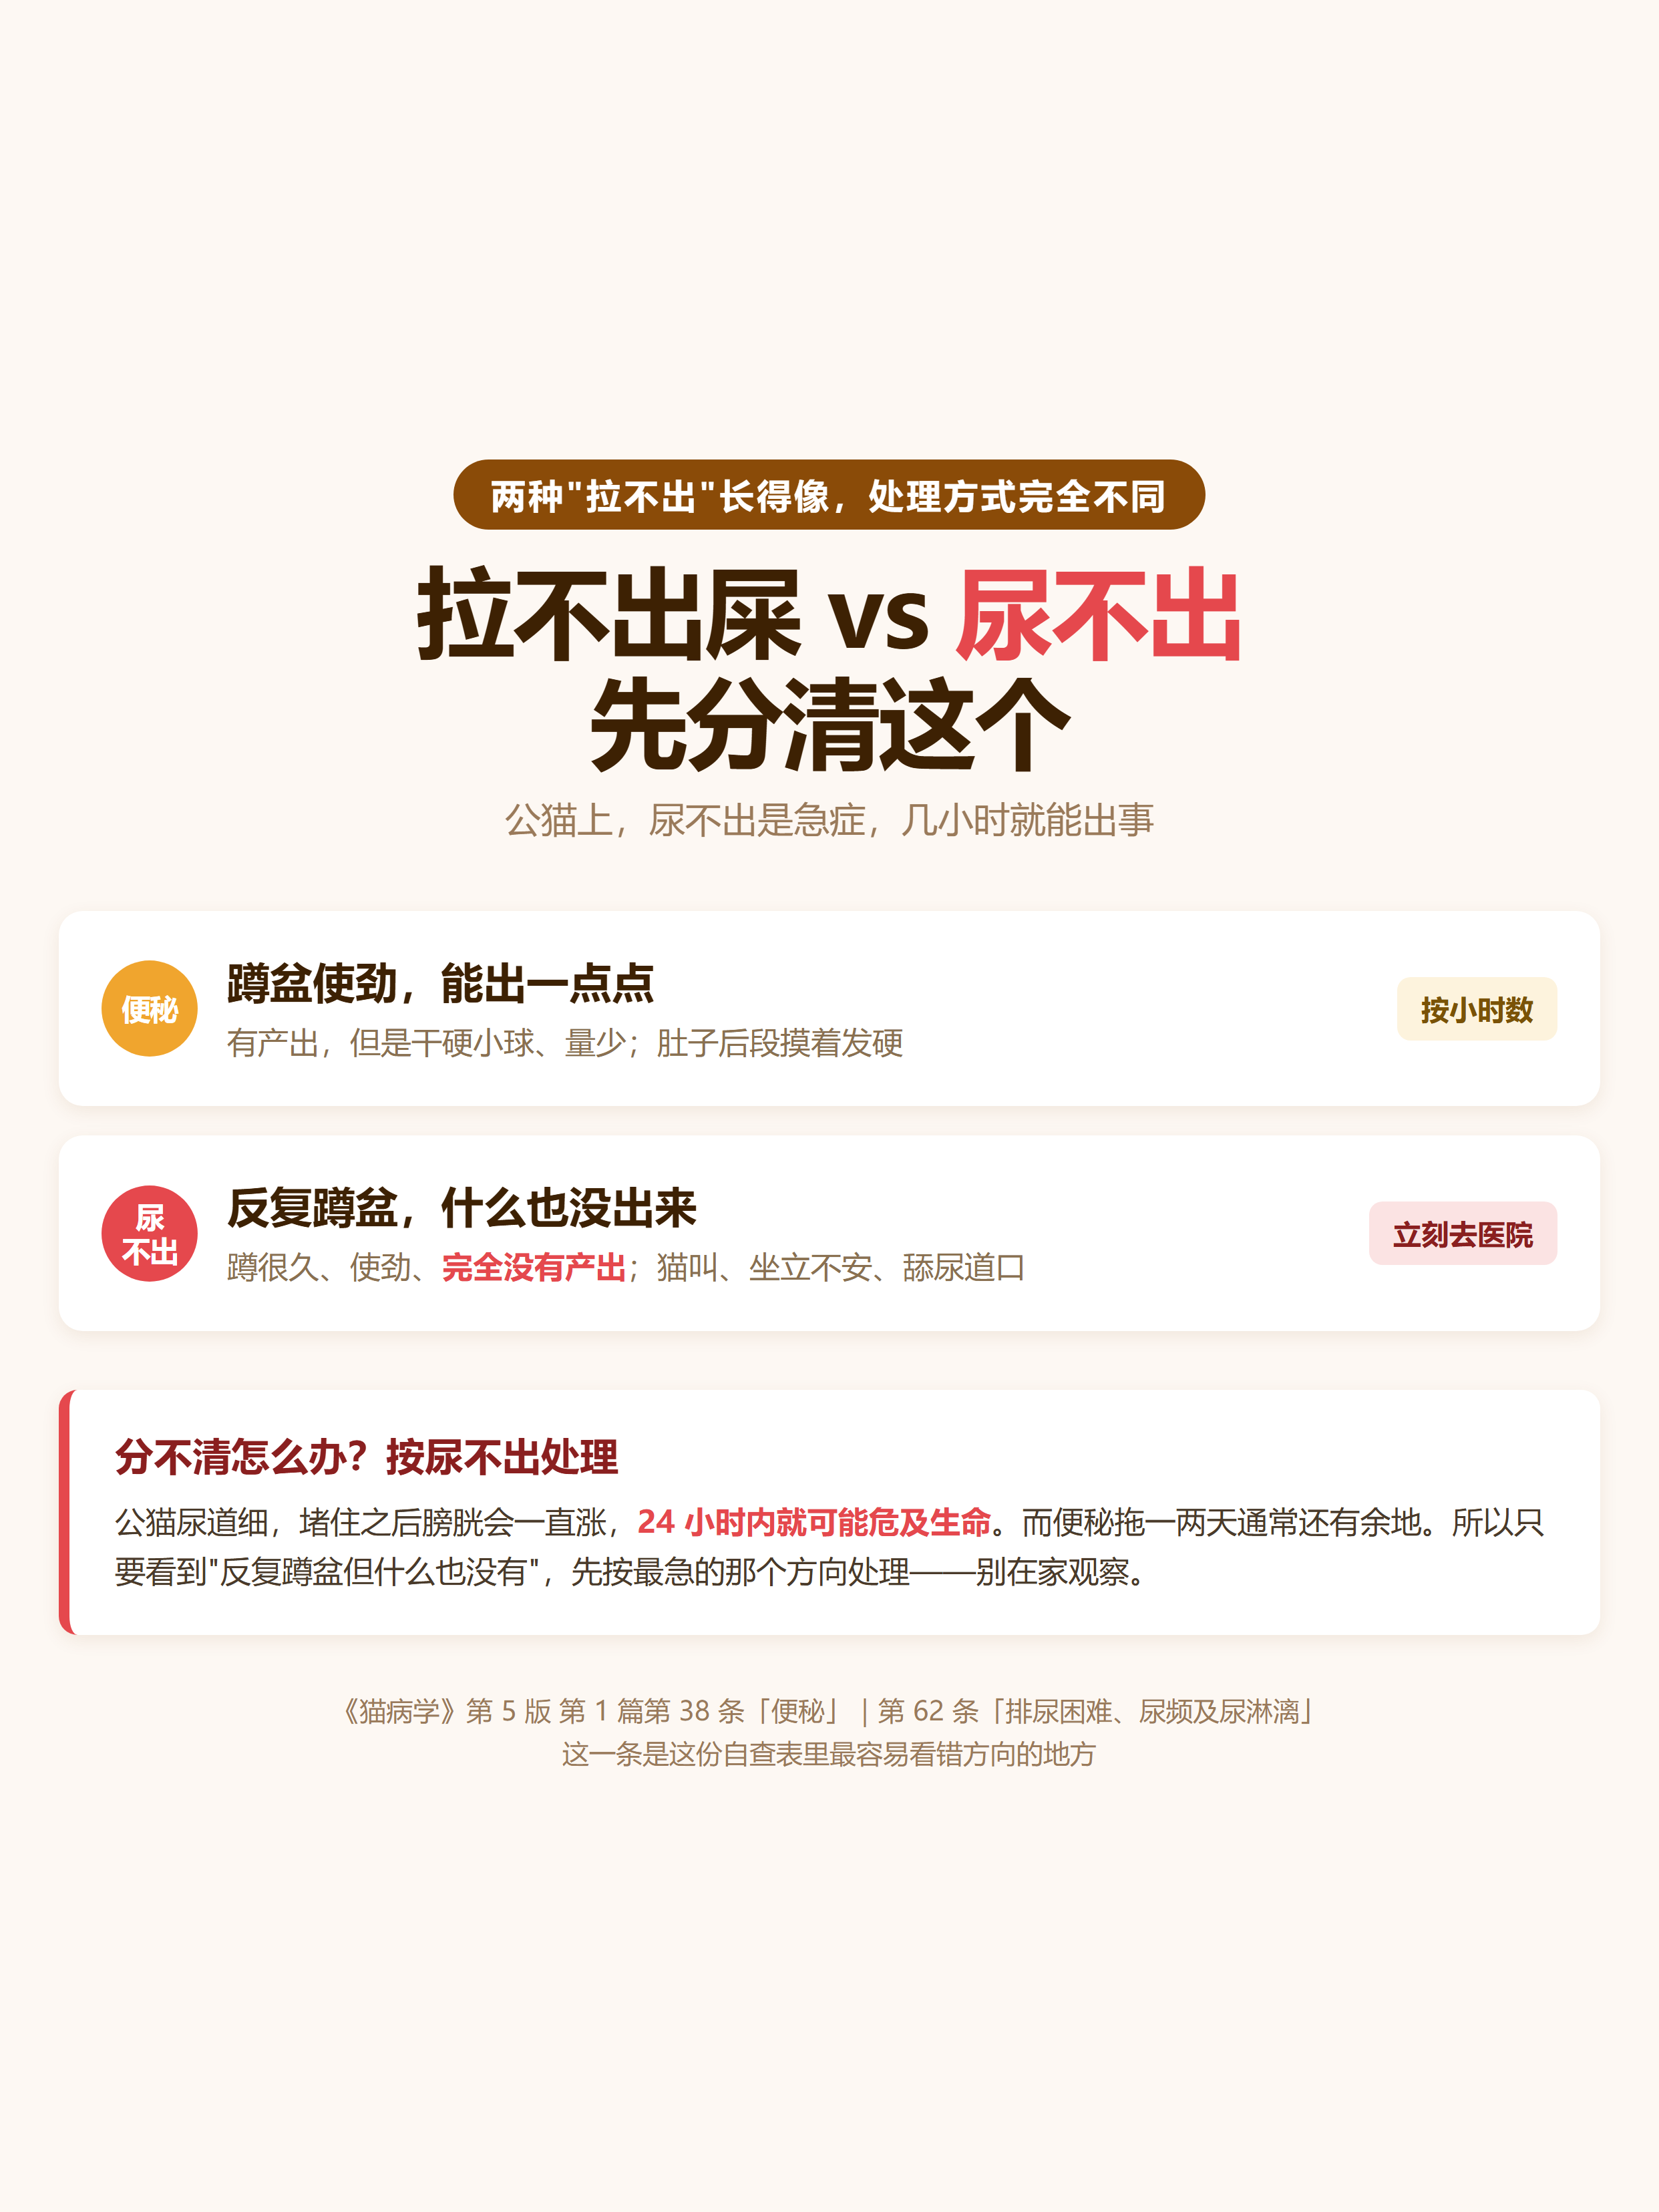 两种"拉不出"长得像，处理方式完全不同
拉不出屎 vs 尿不出
先分清这个
公猫上，尿不出是急症，几小时就能出事
便秘
蹲盆使劲，能出一点点
有产出，但是干硬小球、量少；肚子后段摸着发硬
按小时数
尿
不出
反复蹲盆，什么也没出来
蹲很久、使劲、完全没有产出；猫叫、坐立不安、舔尿道口
立刻去医院
分不清怎么办？按尿不出处理
公猫尿道细，堵住之后膀胱会一直涨，24 小时内就可能危及生命。而便秘拖一两天通常还有余地。所以只
要看到"反复蹲盆但什么也没有"，先按最急的那个方向处理——别在家观察。
《猫病学》第 5 版 第 1 篇第 38 条「便秘」 | 第 62 条「排尿困难、尿频及尿淋漓」
这一条是这份自查表里最容易看错方向的地方